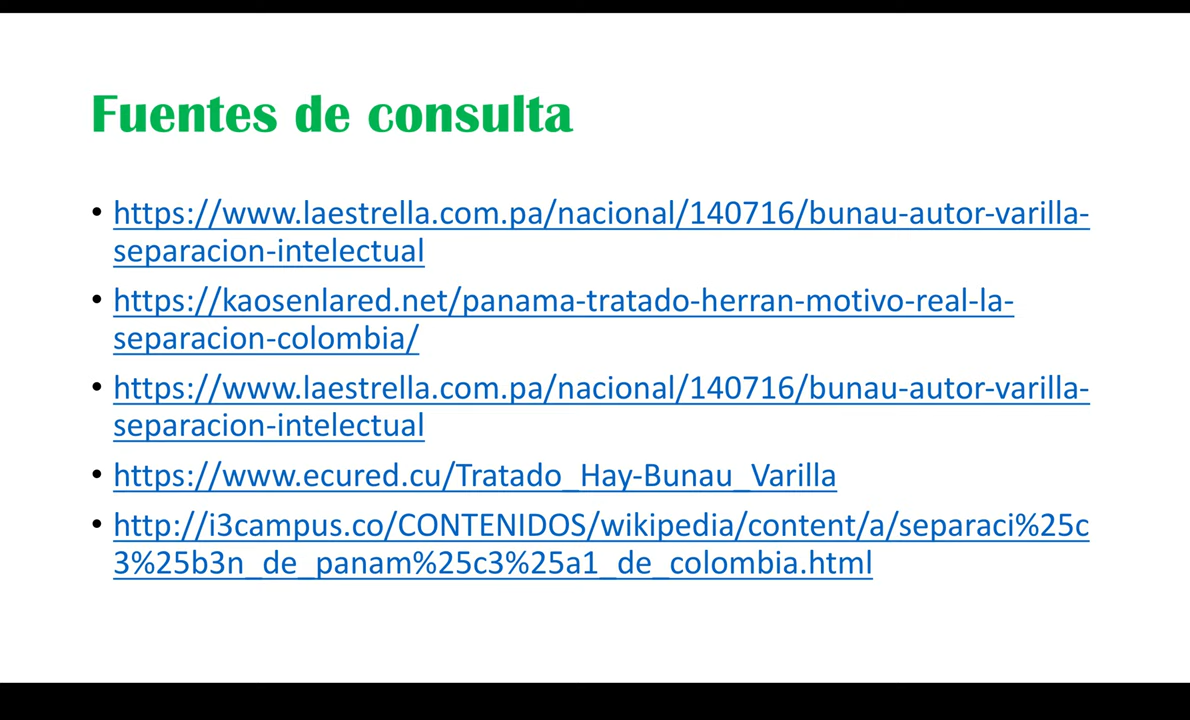 Fuentes de consulta
• https://www.laestrella.com.pa/nacional/140716/bunau-autor-varilla-
separacion-intelectual
• https://kaosenlared.net/panama-tratado-herran-motivo-real-la-
separacion-colombia/
• https://www.laestrella.com.pa/nacional/140716/bunau-autor-varilla-
separacion-intelectual
• https://www.ecured.cu/Tratado_Hay-Bunau_Varilla
• http://i3campus.co/CONTENIDOS/wikipedia/content/a/separaci%25c
3%25b3n_de_panam%25c3%25a1_de_colombia.html